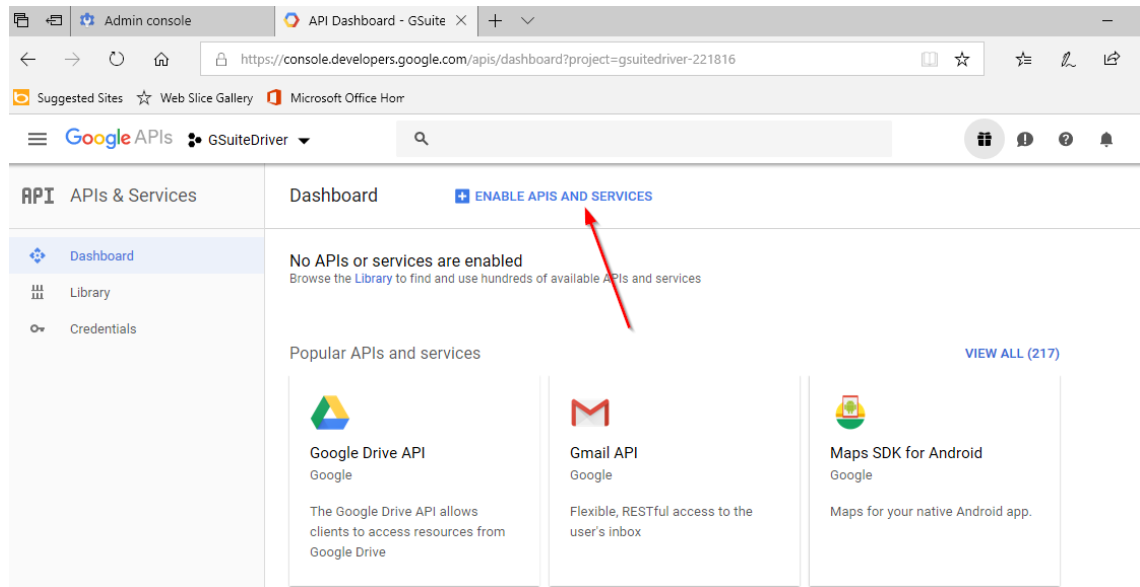 Admin console
API Dashboard - GSuite
https://console.developers.google.com/apis/dashboard?project=gsuitedriver-221816
Suggested Sites Web Slice Gallery Microsoft Office Hom
Google APIs GSuiteDriver
API APIs & Services
Dashboard ENABLE APIS AND SERVICES
Dashboard
Library
Credentials
No APIs or services are enabled
Browse the Library to find and use hundreds of available APIs and services
Popular APIs and services VIEW ALL (217)
Google Drive API
Google
The Google Drive API allows
clients to access resources from
Google Drive
Gmail API
Google
Flexible, RESTful access to the
user's inbox
Maps SDK for Android
Google
Maps for your native Android app.